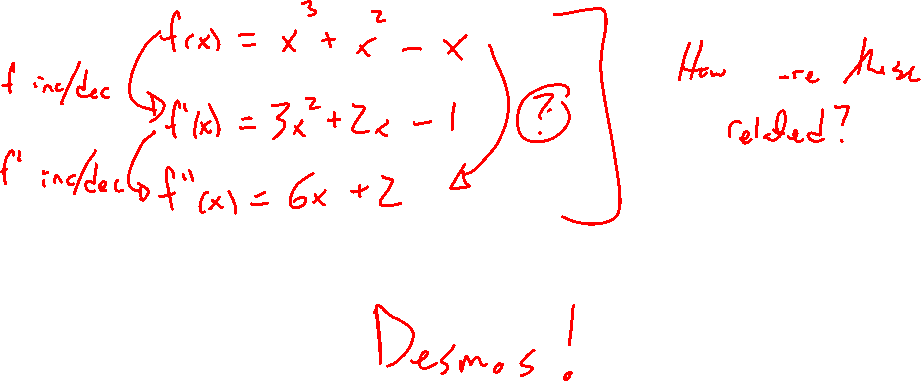 f(x) = x³ + x² - x
f inc/dec
f'(x) = 3x² + 2x - 1
?
f' inc/dec
f''(x) = 6x + 2
How are these
related?
Desmos!